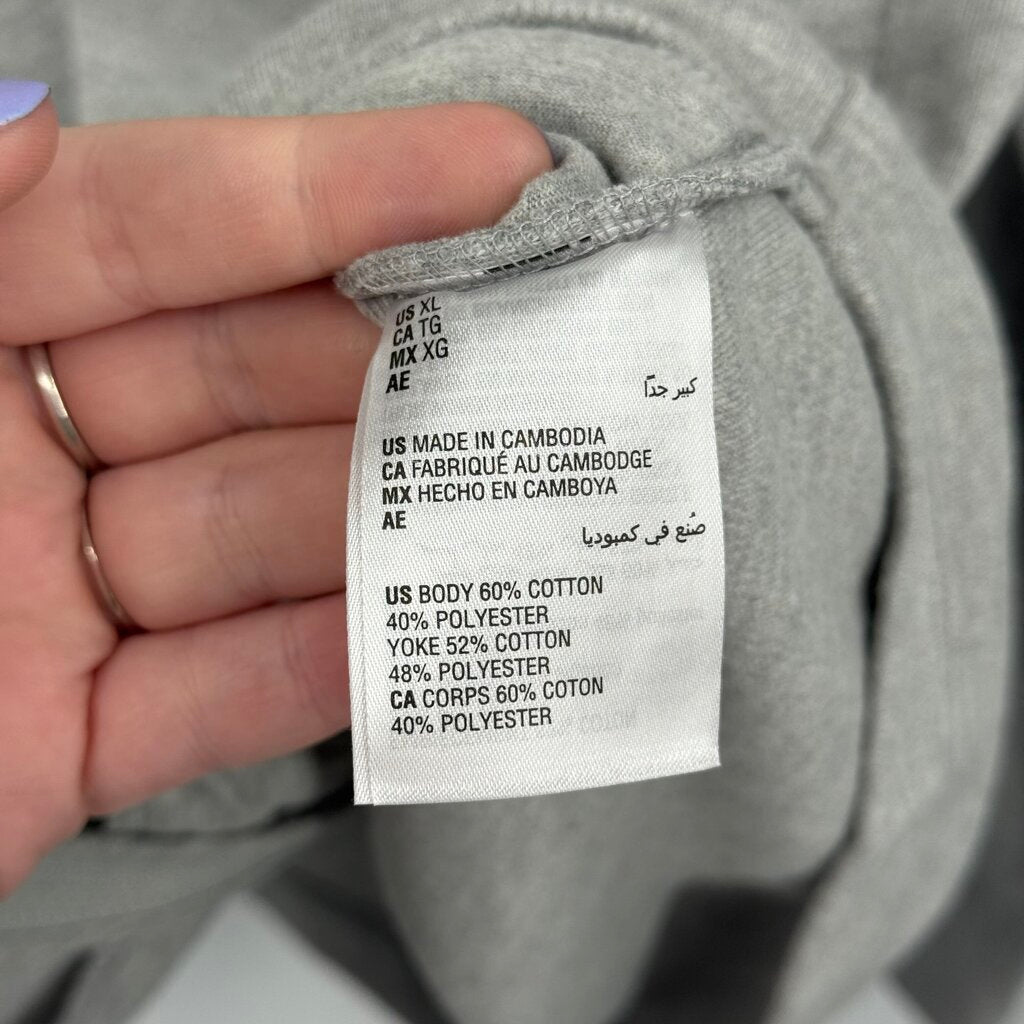 US XL
CA TG
MX XG
AE
كبير جدًا
US MADE IN CAMBODIA
CA FABRIQUÉ AU CAMBODGE
MX HECHO EN CAMBOYA
AE
صُنع في كمبوديا
US BODY 60% COTTON
40% POLYESTER
YOKE 52% COTTON
48% POLYESTER
CA CORPS 60% COTON
40% POLYESTER